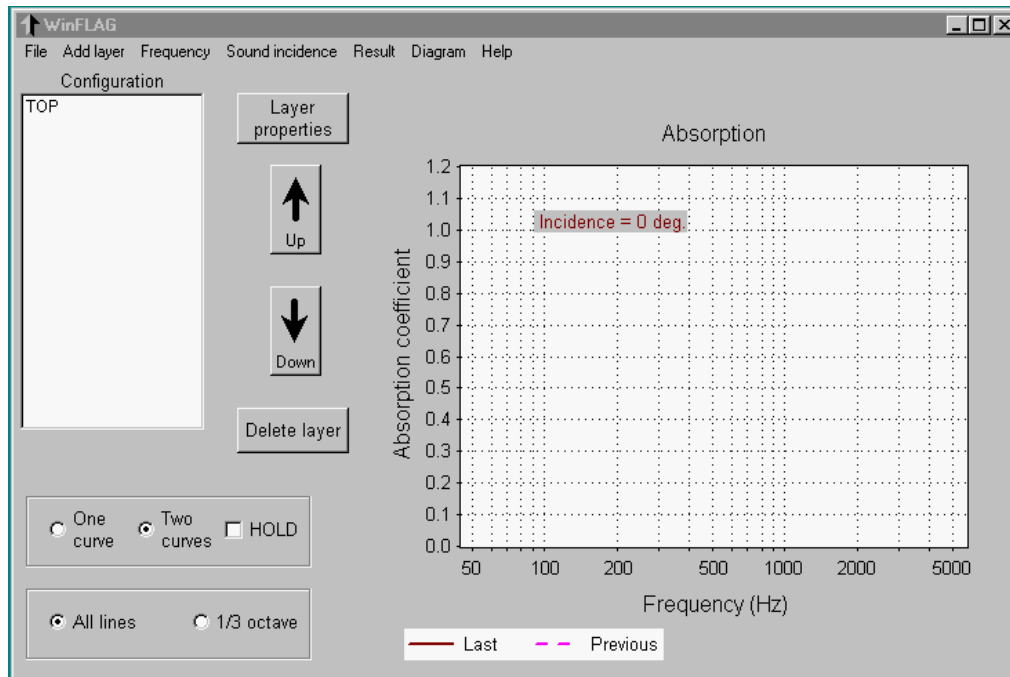 WinFLAG
File Add layer Frequency Sound incidence Result Diagram Help
Configuration
TOP
Layer
properties
Up
Down
Delete layer
One
curve
Two
curves
HOLD
All lines
1/3 octave
Absorption
Absorption coefficient
1.2
1.1
1.0
0.9
0.8
0.7
0.6
0.5
0.4
0.3
0.2
0.1
0.0
Incidence = 0 deg.
50 100 200 500 1000 2000 5000
Frequency (Hz)
Last Previous